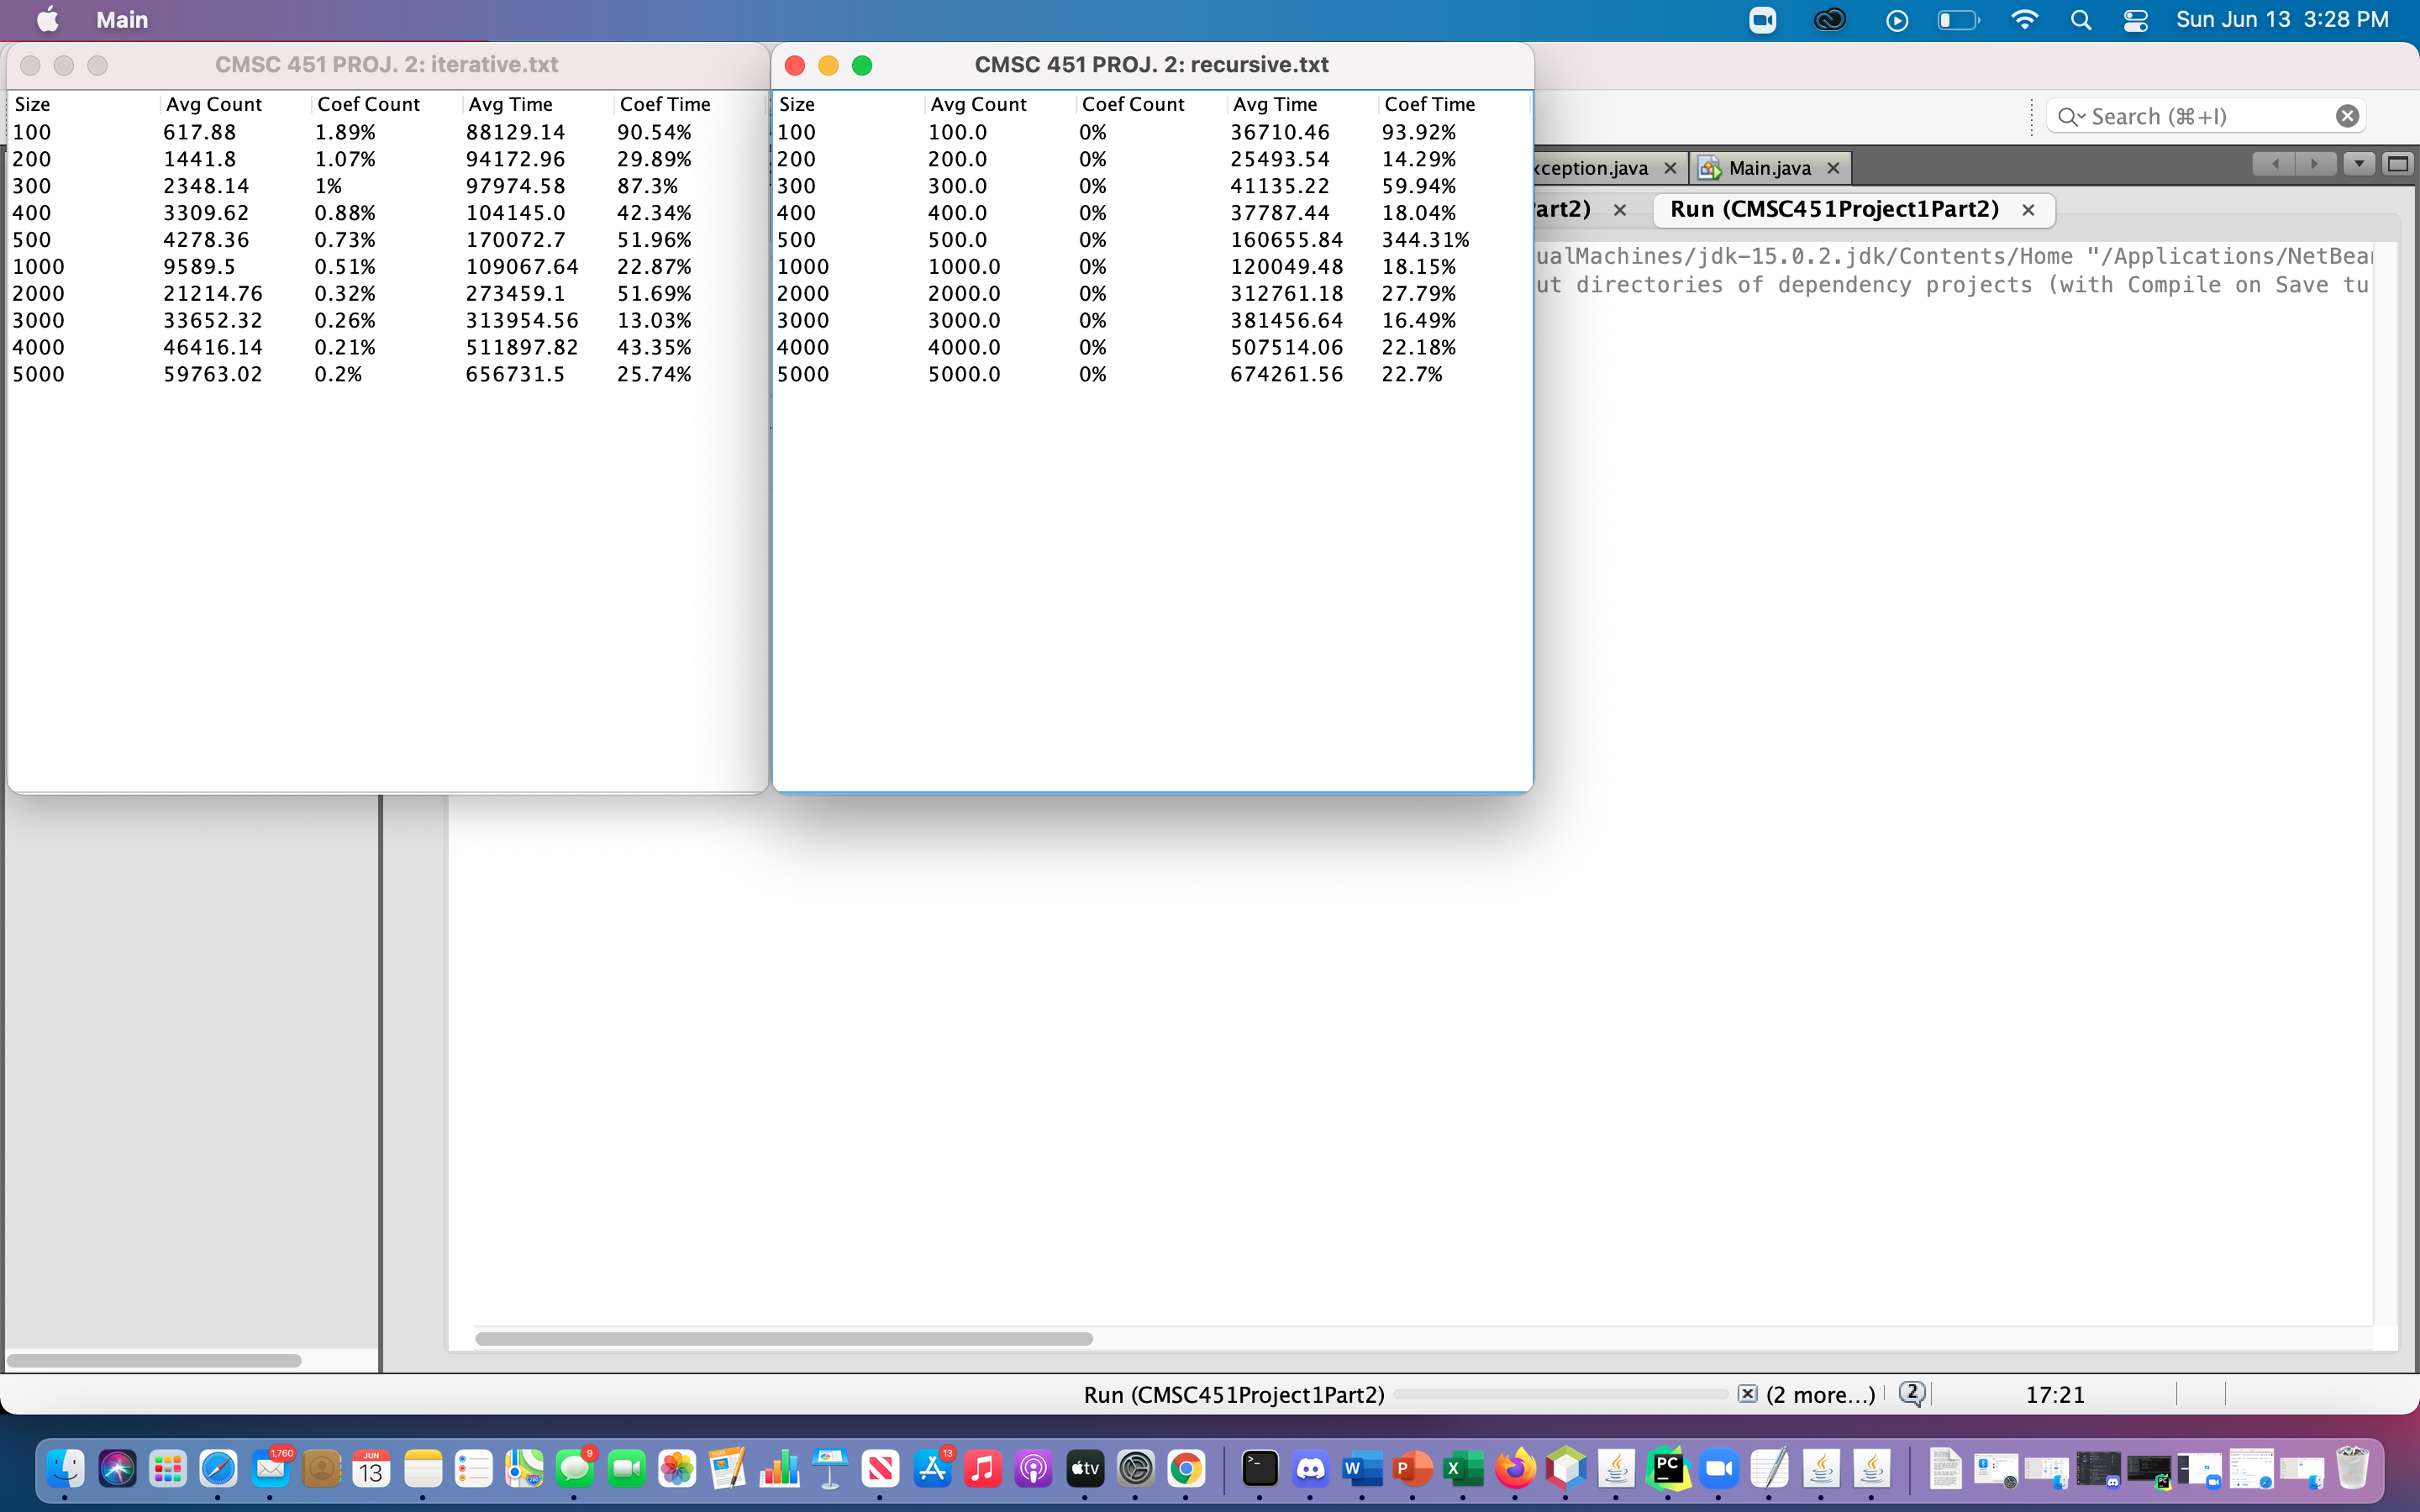 Main
Sun Jun 13 3:28 PM
CMSC 451 PROJ. 2: iterative.txt
Size Avg Count Coef Count Avg Time Coef Time
100 617.88 1.89% 88129.14 90.54%
200 1441.8 1.07% 94172.96 29.89%
300 2348.14 1% 97974.58 87.3%
400 3309.62 0.88% 104145.0 42.34%
500 4278.36 0.73% 170072.7 51.96%
1000 9589.5 0.51% 109067.64 22.87%
2000 21214.76 0.32% 273459.1 51.69%
3000 33652.32 0.26% 313954.56 13.03%
4000 46416.14 0.21% 511897.82 43.35%
5000 59763.02 0.2% 656731.5 25.74%
CMSC 451 PROJ. 2: recursive.txt
Size Avg Count Coef Count Avg Time Coef Time
100 100.0 0% 36710.46 93.92%
200 200.0 0% 25493.54 14.29%
300 300.0 0% 41135.22 59.94%
400 400.0 0% 37787.44 18.04%
500 500.0 0% 160655.84 344.31%
1000 1000.0 0% 120049.48 18.15%
2000 2000.0 0% 312761.18 27.79%
3000 3000.0 0% 381456.64 16.49%
4000 4000.0 0% 507514.06 22.18%
5000 5000.0 0% 674261.56 22.7%
Search (⌘+I)
xception.java Main.java
Part2) Run (CMSC451Project1Part2)
ualMachines/jdk-15.0.2.jdk/Contents/Home "/Applications/NetBea
ut directories of dependency projects (with Compile on Save tu
Run (CMSC451Project1Part2) (2 more...) 2 17:21
1,760 JUN 13 9 13 tv W P X PC